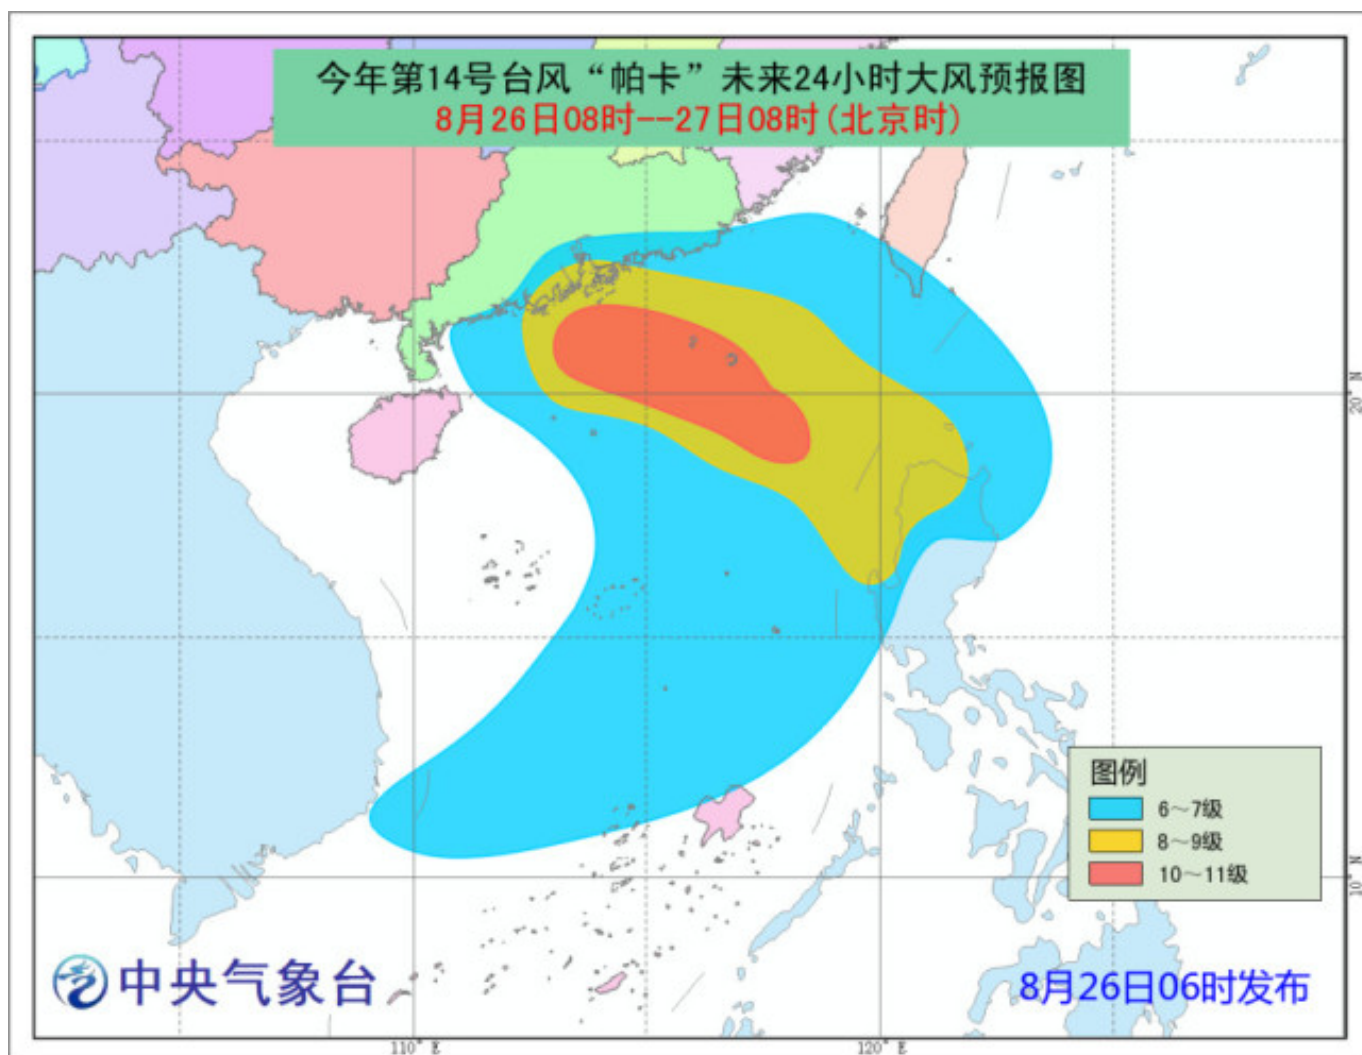 今年第14号台风“帕卡”未来24小时大风预报图
8月26日08时--27日08时(北京时)
20° N
图例
6～7级
8～9级
10～11级
10° N
中央气象台
8月26日06时发布
110° E
120° E